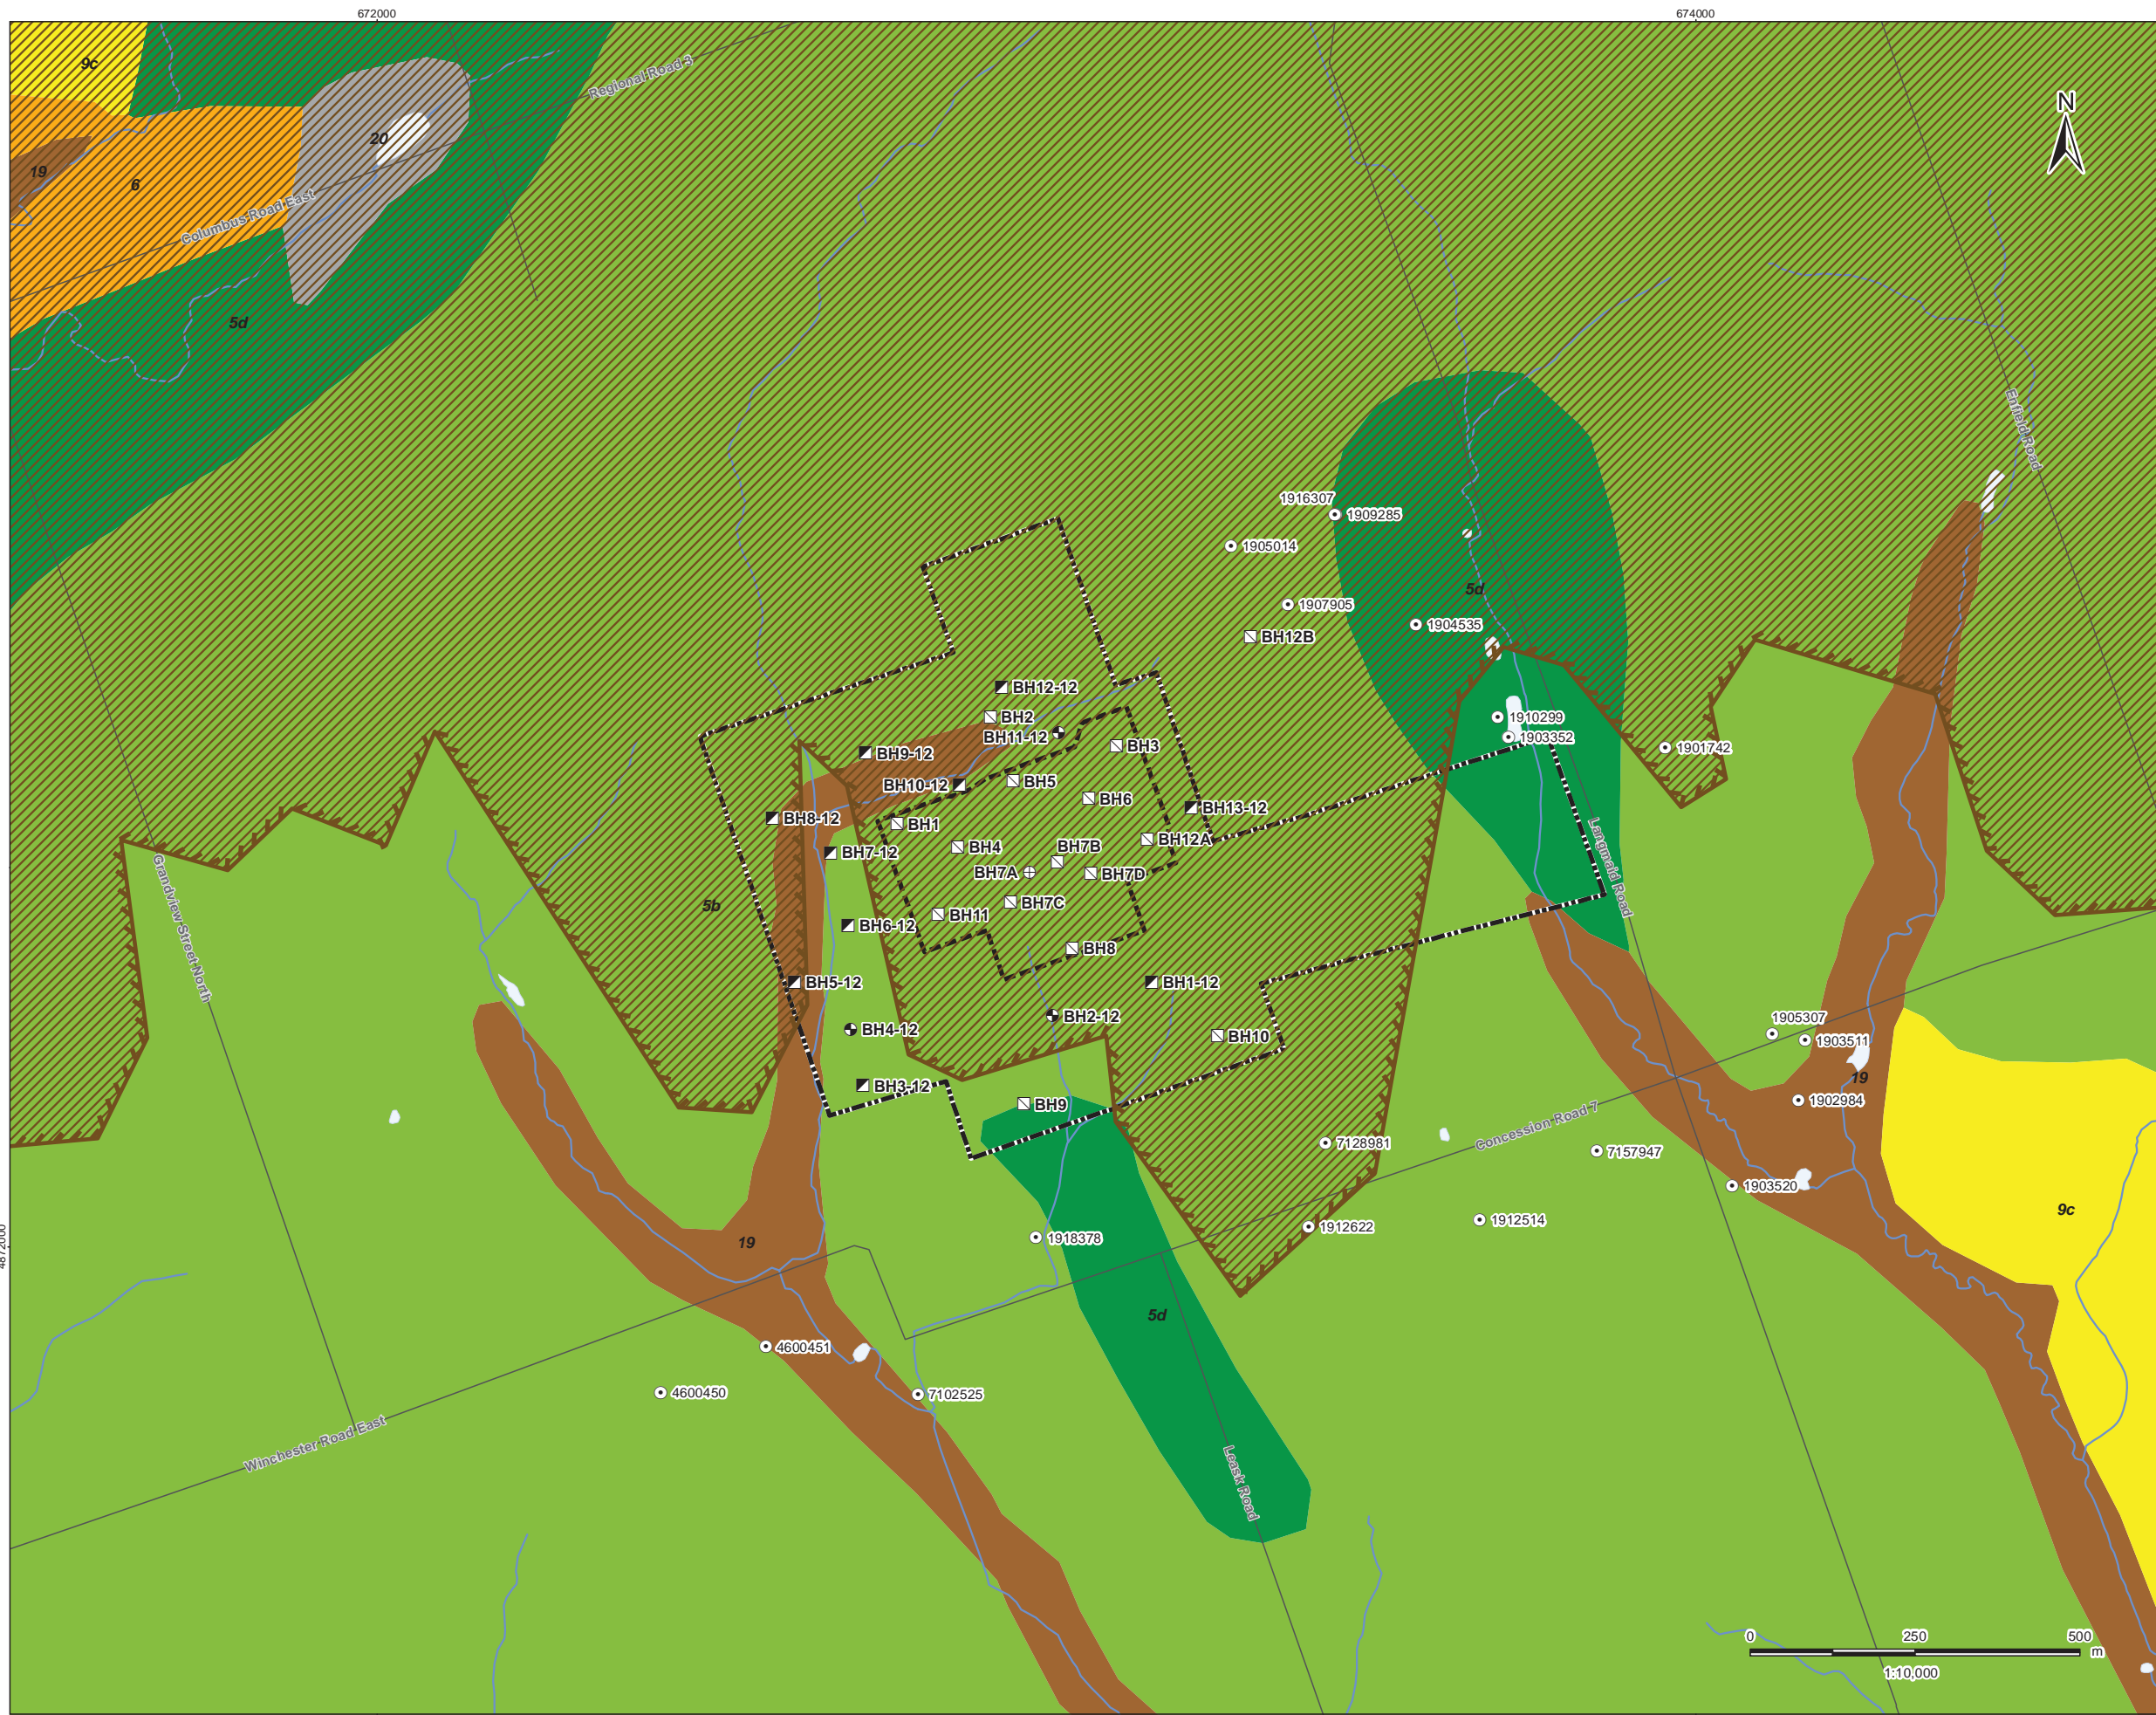 672000
674000
9c
Regional Road 3
N
20
19
6
Columbus Road East
5d
Enfield Road
1916307
1909285
1905014
5d
1907905
1904535
BH12B
BH12-12
BH2
1910299
BH11-12
1903352
BH3
1901742
BH9-12
BH10-12
BH5
BH6
BH13-12
BH8-12
BH1
BH12A
BH4
BH7B
BH7-12
BH7A
BH7D
Langmaid Road
5b
BH7C
BH11
BH6-12
Grandview Street North
BH8
BH5-12
BH1-12
BH2-12
1905307
BH4-12
BH10
1903511
19
BH3-12
1902984
BH9
Concession Road 7
7128981
7157947
1903520
9c
1912514
1912622
1918378
19
4872000
5d
4600451
4600450
7102525
Winchester Road East
Leask Road
0
250
500
m
1:10,000